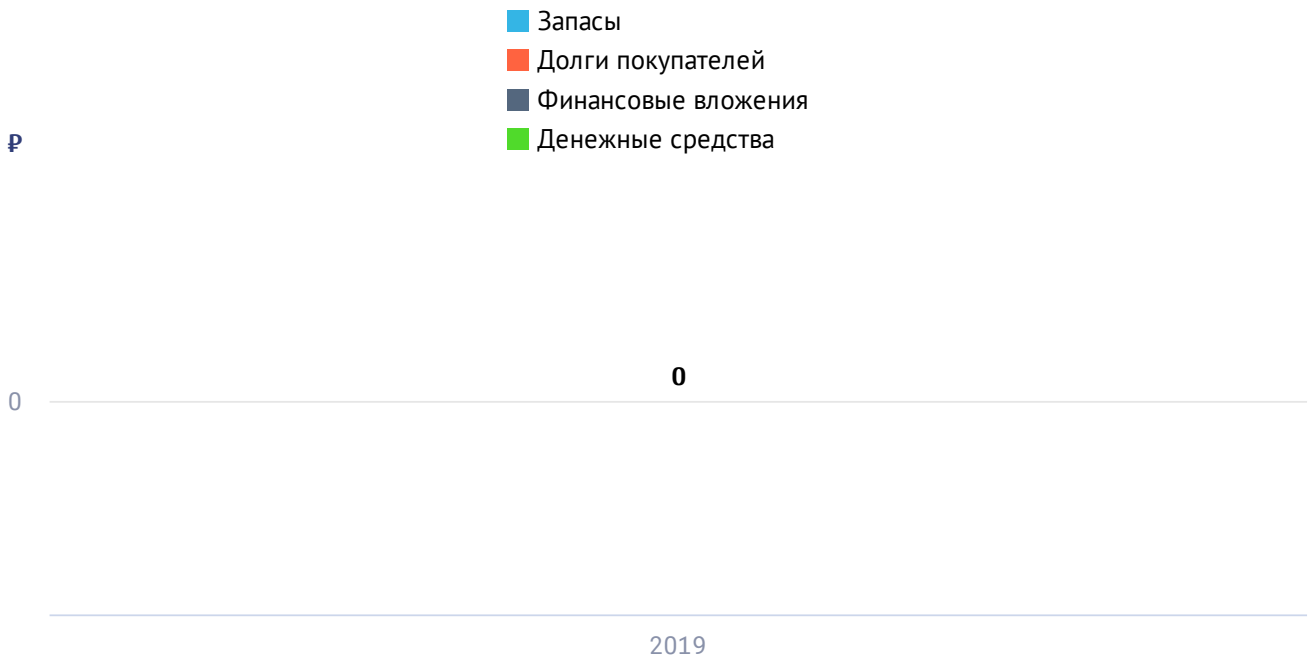 Запасы
Долги покупателей
Финансовые вложения
Денежные средства
₽
0
0
2019